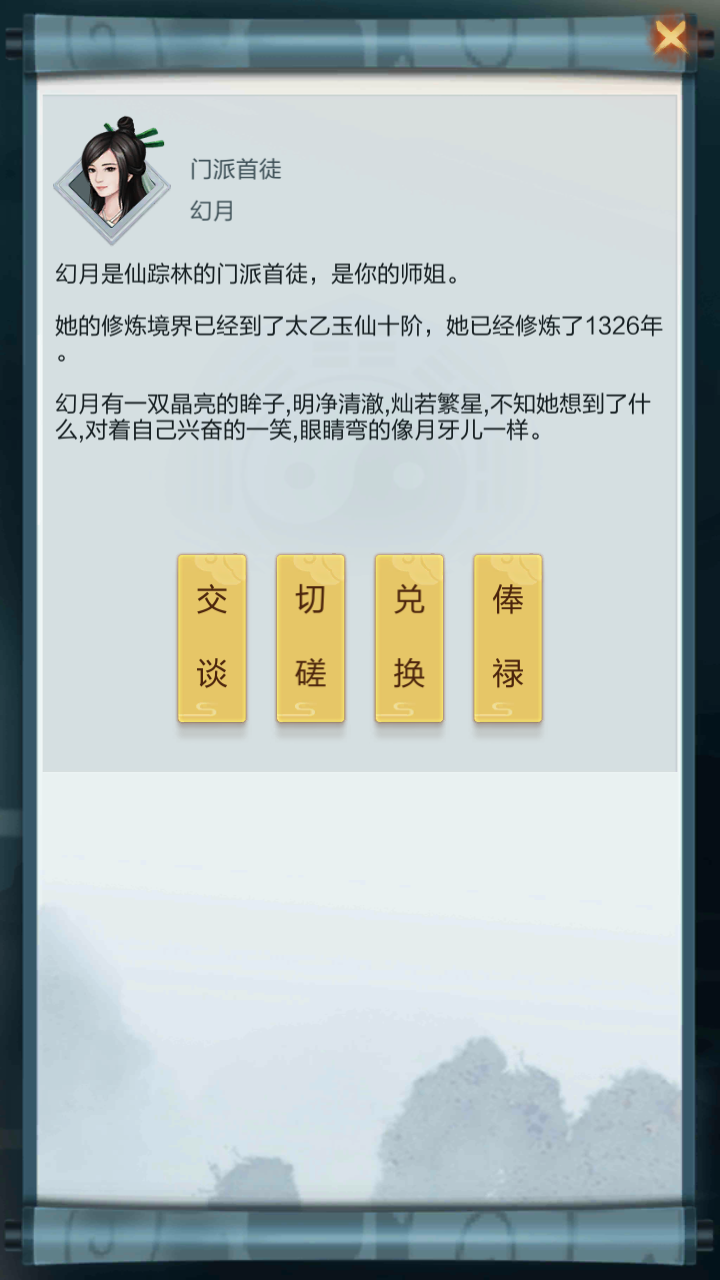 门派首徒
幻月
幻月是仙踪林的门派首徒，是你的师姐。
她的修炼境界已经到了太乙玉仙十阶，她已经修炼了1326年
。
幻月有一双晶亮的眸子,明净清澈,灿若繁星,不知她想到了什
么,对着自己兴奋的一笑,眼睛弯的像月牙儿一样。
交谈
切磋
兑换
俸禄